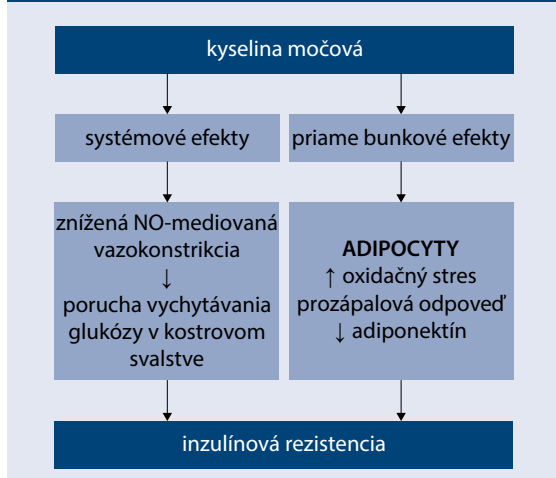 kyselina močová
systémové efekty
priame bunkové efekty
znížená NO-mediovaná
vazokonstrikcia
↓
porucha vychytávania
glukózy v kostrovom
svalstve
ADIPOCYTY
↑ oxidačný stres
prozápalová odpoveď
↓ adiponektín
inzulínová rezistencia